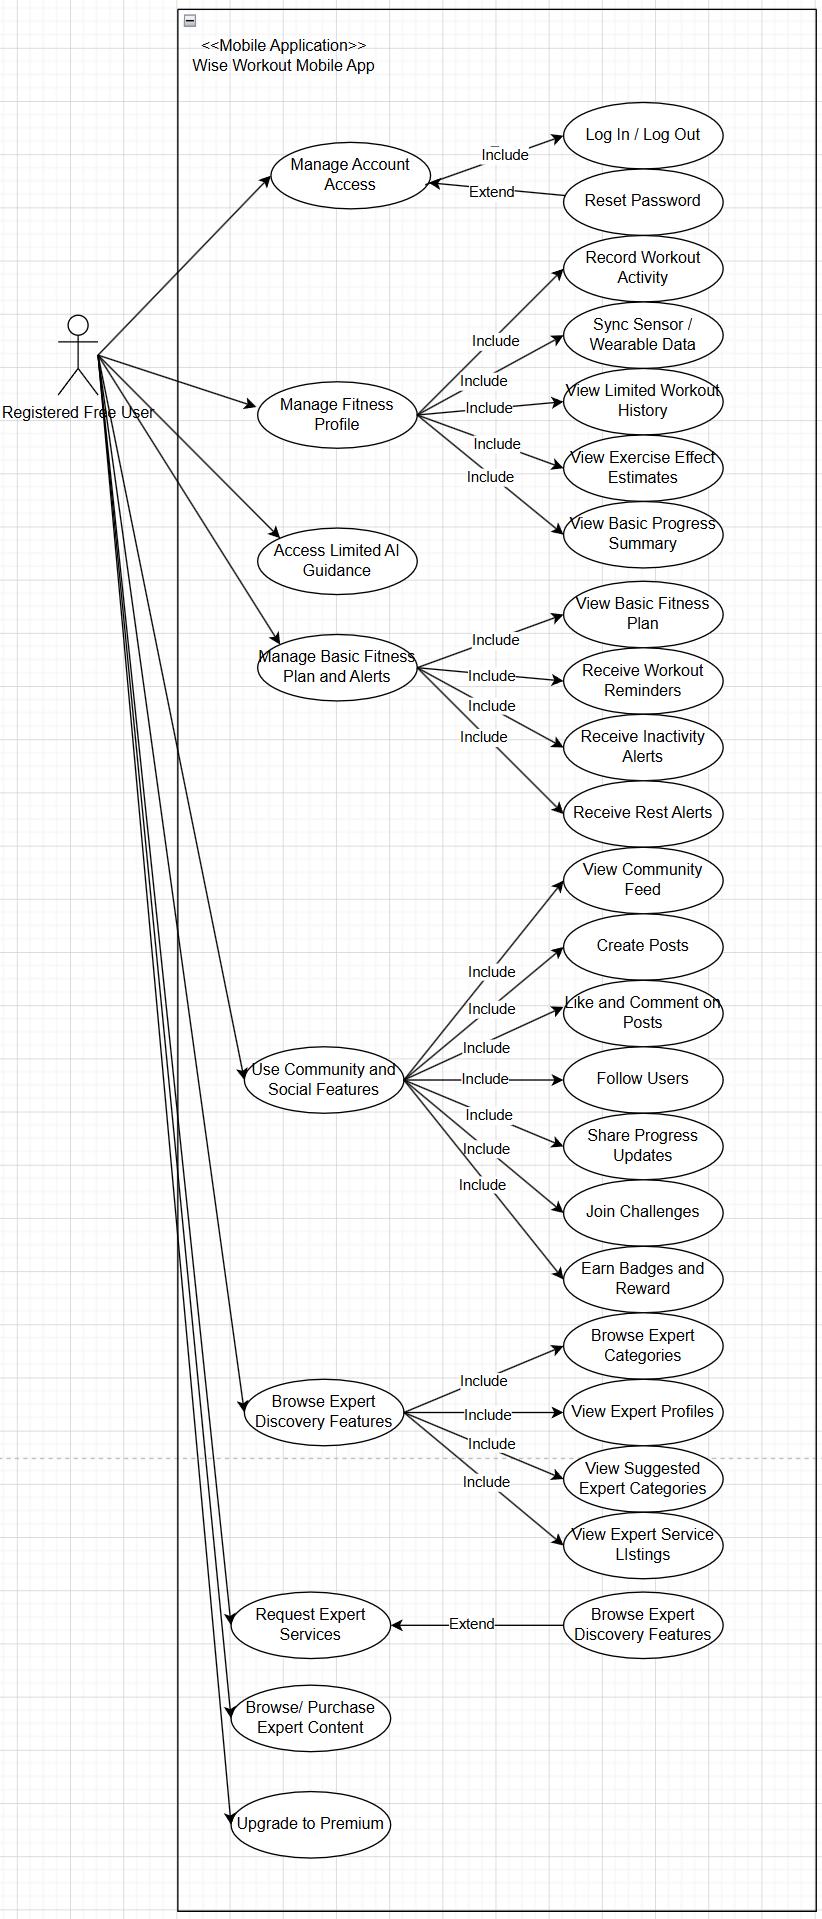 <<Mobile Application>>
Wise Workout Mobile App
Registered Free User
Manage Account
Access
Include
Log In / Log Out
Extend
Reset Password
Manage Fitness
Profile
Include
Record Workout
Activity
Include
Sync Sensor /
Wearable Data
Include
View Limited Workout
History
Include
View Exercise Effect
Estimates
Include
View Basic Progress
Summary
Access Limited AI
Guidance
Manage Basic Fitness
Plan and Alerts
Include
View Basic Fitness
Plan
Include
Receive Workout
Reminders
Include
Receive Inactivity
Alerts
Include
Receive Rest Alerts
Use Community and
Social Features
Include
View Community
Feed
Include
Create Posts
Include
Like and Comment on
Posts
Include
Follow Users
Include
Share Progress
Updates
Include
Join Challenges
Include
Earn Badges and
Reward
Browse Expert
Discovery Features
Include
Browse Expert
Categories
Include
View Expert Profiles
Include
View Suggested
Expert Categories
Include
View Expert Service
LIstings
Request Expert
Services
Extend
Browse Expert
Discovery Features
Browse/ Purchase
Expert Content
Upgrade to Premium